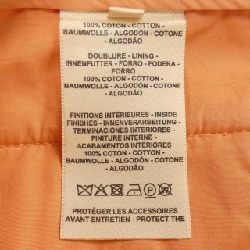 100% COTON - COTTON -
BAUMWOLLE - ALGODON - COTONE
- ALGODÃO
DOUBLURE - LINING -
INNENFUTTER - FORRO - FODERA -
FORRO
100% COTON - COTTON -
BAUMWOLLE - ALGODON - COTONE
- ALGODÃO
FINITIONS INTÉRIEURES - INSIDE
FINISHES - INNENVERARBEITUNG -
TERMINACIONES INTERIORES -
FINITURE INTERNE -
ACABAMENTOS INTERIORES
100% COTON - COTTON -
BAUMWOLLE - ALGODON - COTONE
- ALGODÃO
PROTÉGER LES ACCESSOIRES
AVANT ENTRETIEN - PROTECT THE